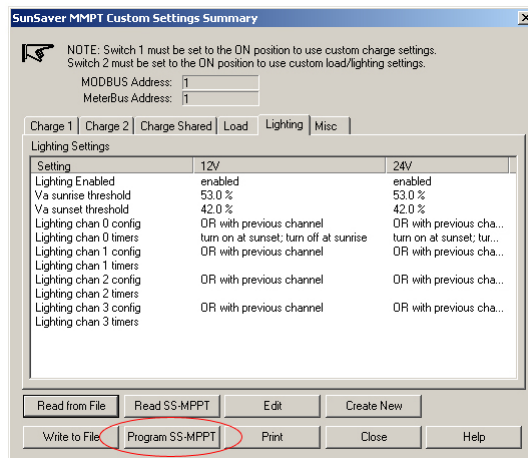 SunSaver MMPT Custom Settings Summary
NOTE: Switch 1 must be set to the ON position to use custom charge settings.
Switch 2 must be set to the ON position to use custom load/lighting settings.
MODBUS Address: 1
MeterBus Address: 1
Charge 1 Charge 2 Charge Shared Load Lighting Misc
Lighting Settings
Setting 12V 24V
Lighting Enabled enabled enabled
Va sunrise threshold 53.0 % 53.0 %
Va sunset threshold 42.0 % 42.0 %
Lighting chan 0 config OR with previous channel OR with previous cha...
Lighting chan 0 timers turn on at sunset; turn off at sunrise turn on at sunset; tur...
Lighting chan 1 config OR with previous channel OR with previous cha...
Lighting chan 1 timers
Lighting chan 2 config OR with previous channel OR with previous cha...
Lighting chan 2 timers
Lighting chan 3 config OR with previous channel OR with previous cha...
Lighting chan 3 timers
Read from File Read SS-MPPT Edit Create New
Write to File Program SS-MPPT Print Close Help